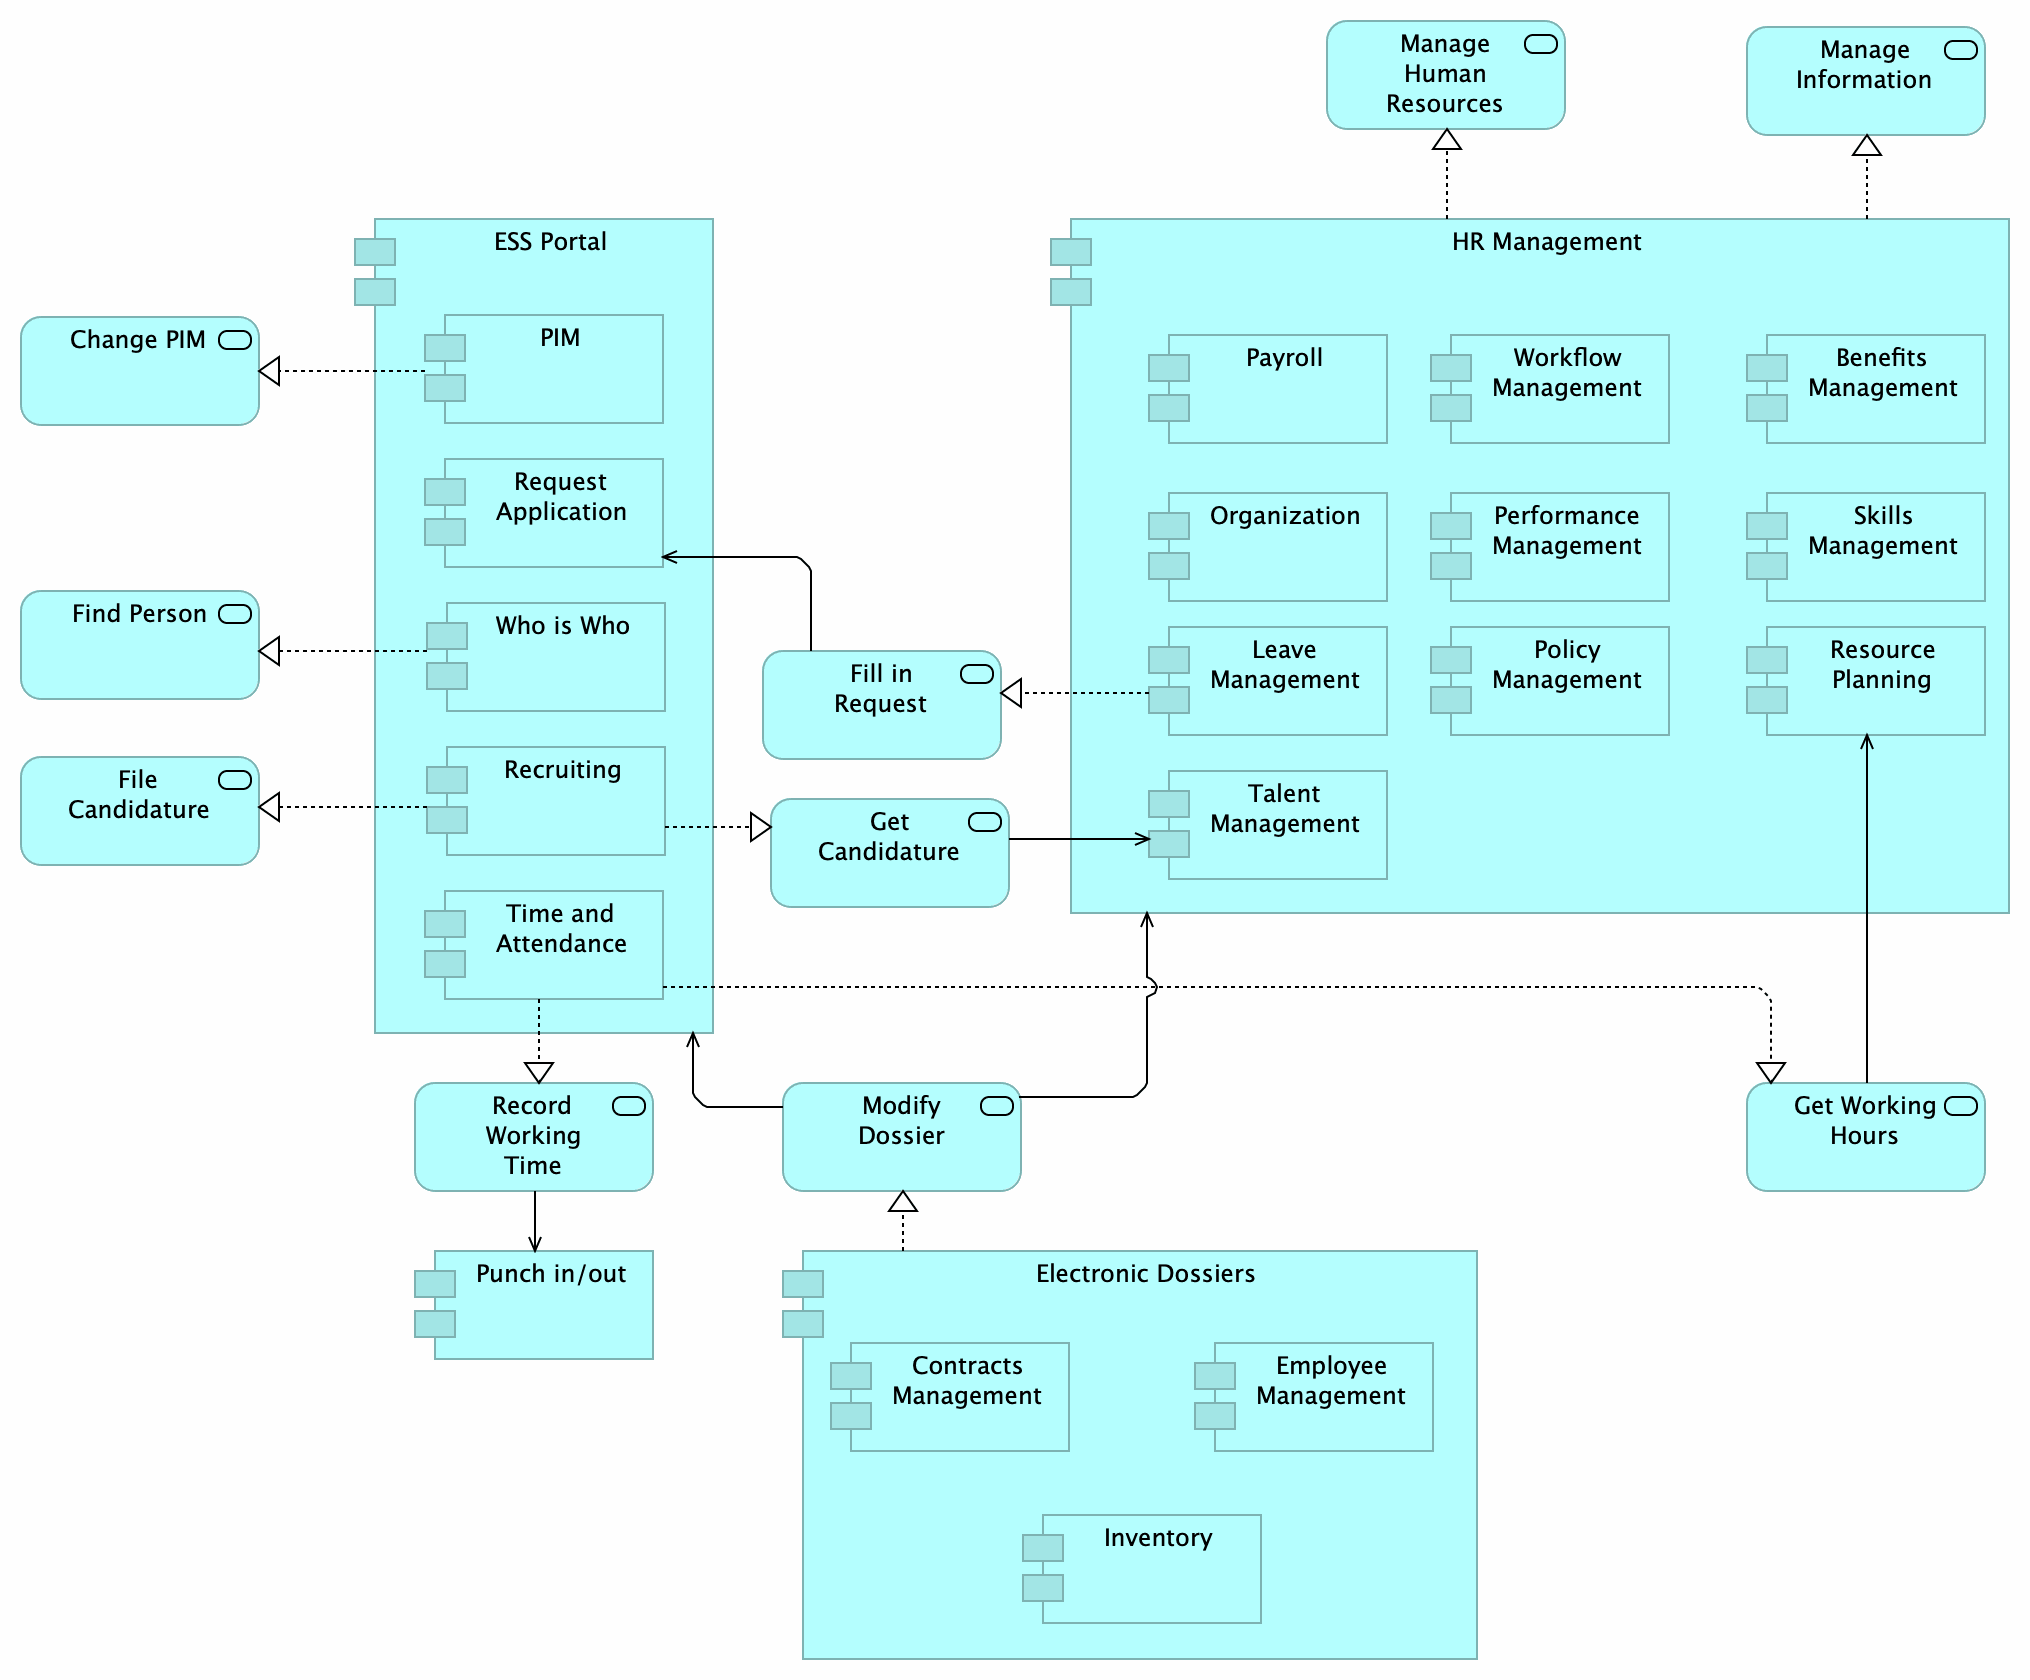 Manage
Human
Resources
Manage
Information
ESS Portal
HR Management
Change PIM
PIM
Payroll
Workflow
Management
Benefits
Management
Request
Application
Organization
Performance
Management
Skills
Management
Find Person
Who is Who
Fill in
Request
Leave
Management
Policy
Management
Resource
Planning
File
Candidature
Recruiting
Get
Candidature
Talent
Management
Time and
Attendance
Record
Working
Time
Modify
Dossier
Get Working
Hours
Punch in/out
Electronic Dossiers
Contracts
Management
Employee
Management
Inventory